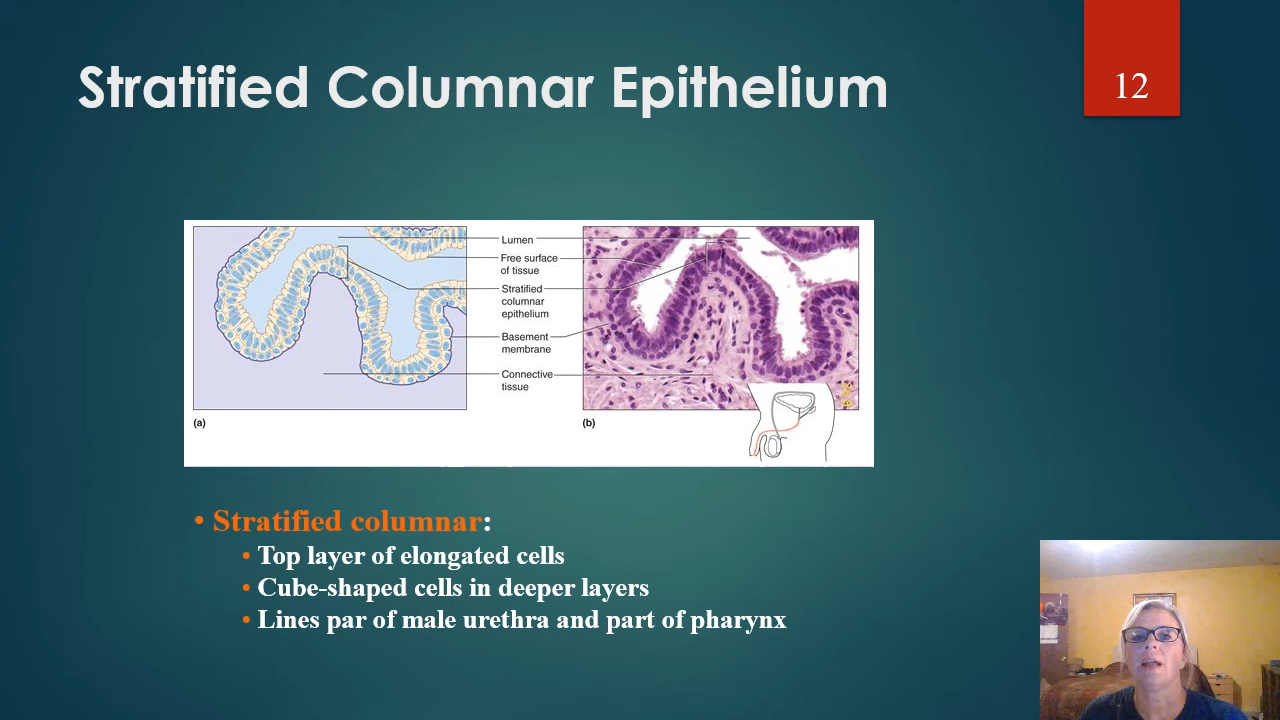 Stratified Columnar Epithelium
12
Lumen
Free surface
of tissue
Stratified
columnar
epithelium
Basement
membrane
Connective
tissue
(a)
(b)
• Stratified columnar:
• Top layer of elongated cells
• Cube-shaped cells in deeper layers
• Lines par of male urethra and part of pharynx